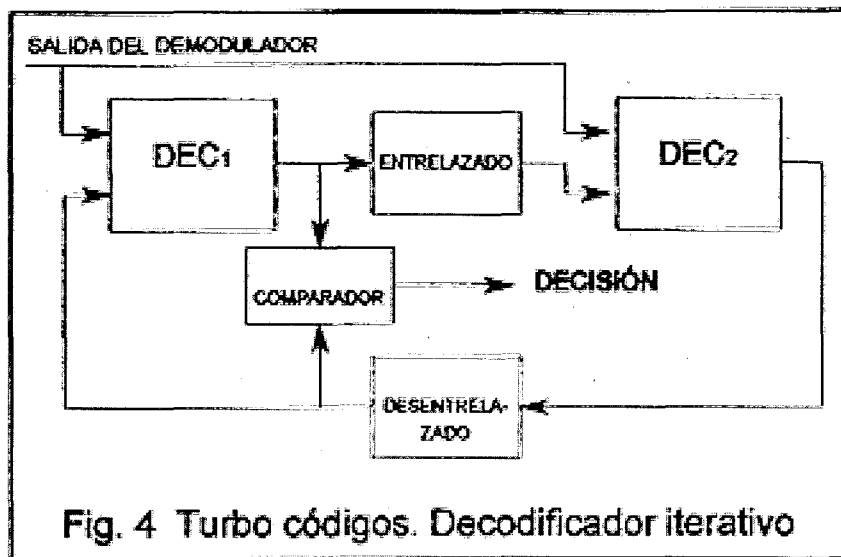 SALIDA DEL DEMODULADOR
DEC1
ENTRELAZADO
DEC2
COMPARADOR
DECISIÓN
DESENTRELA-
ZADO
Fig. 4 Turbo códigos. Decodificador iterativo